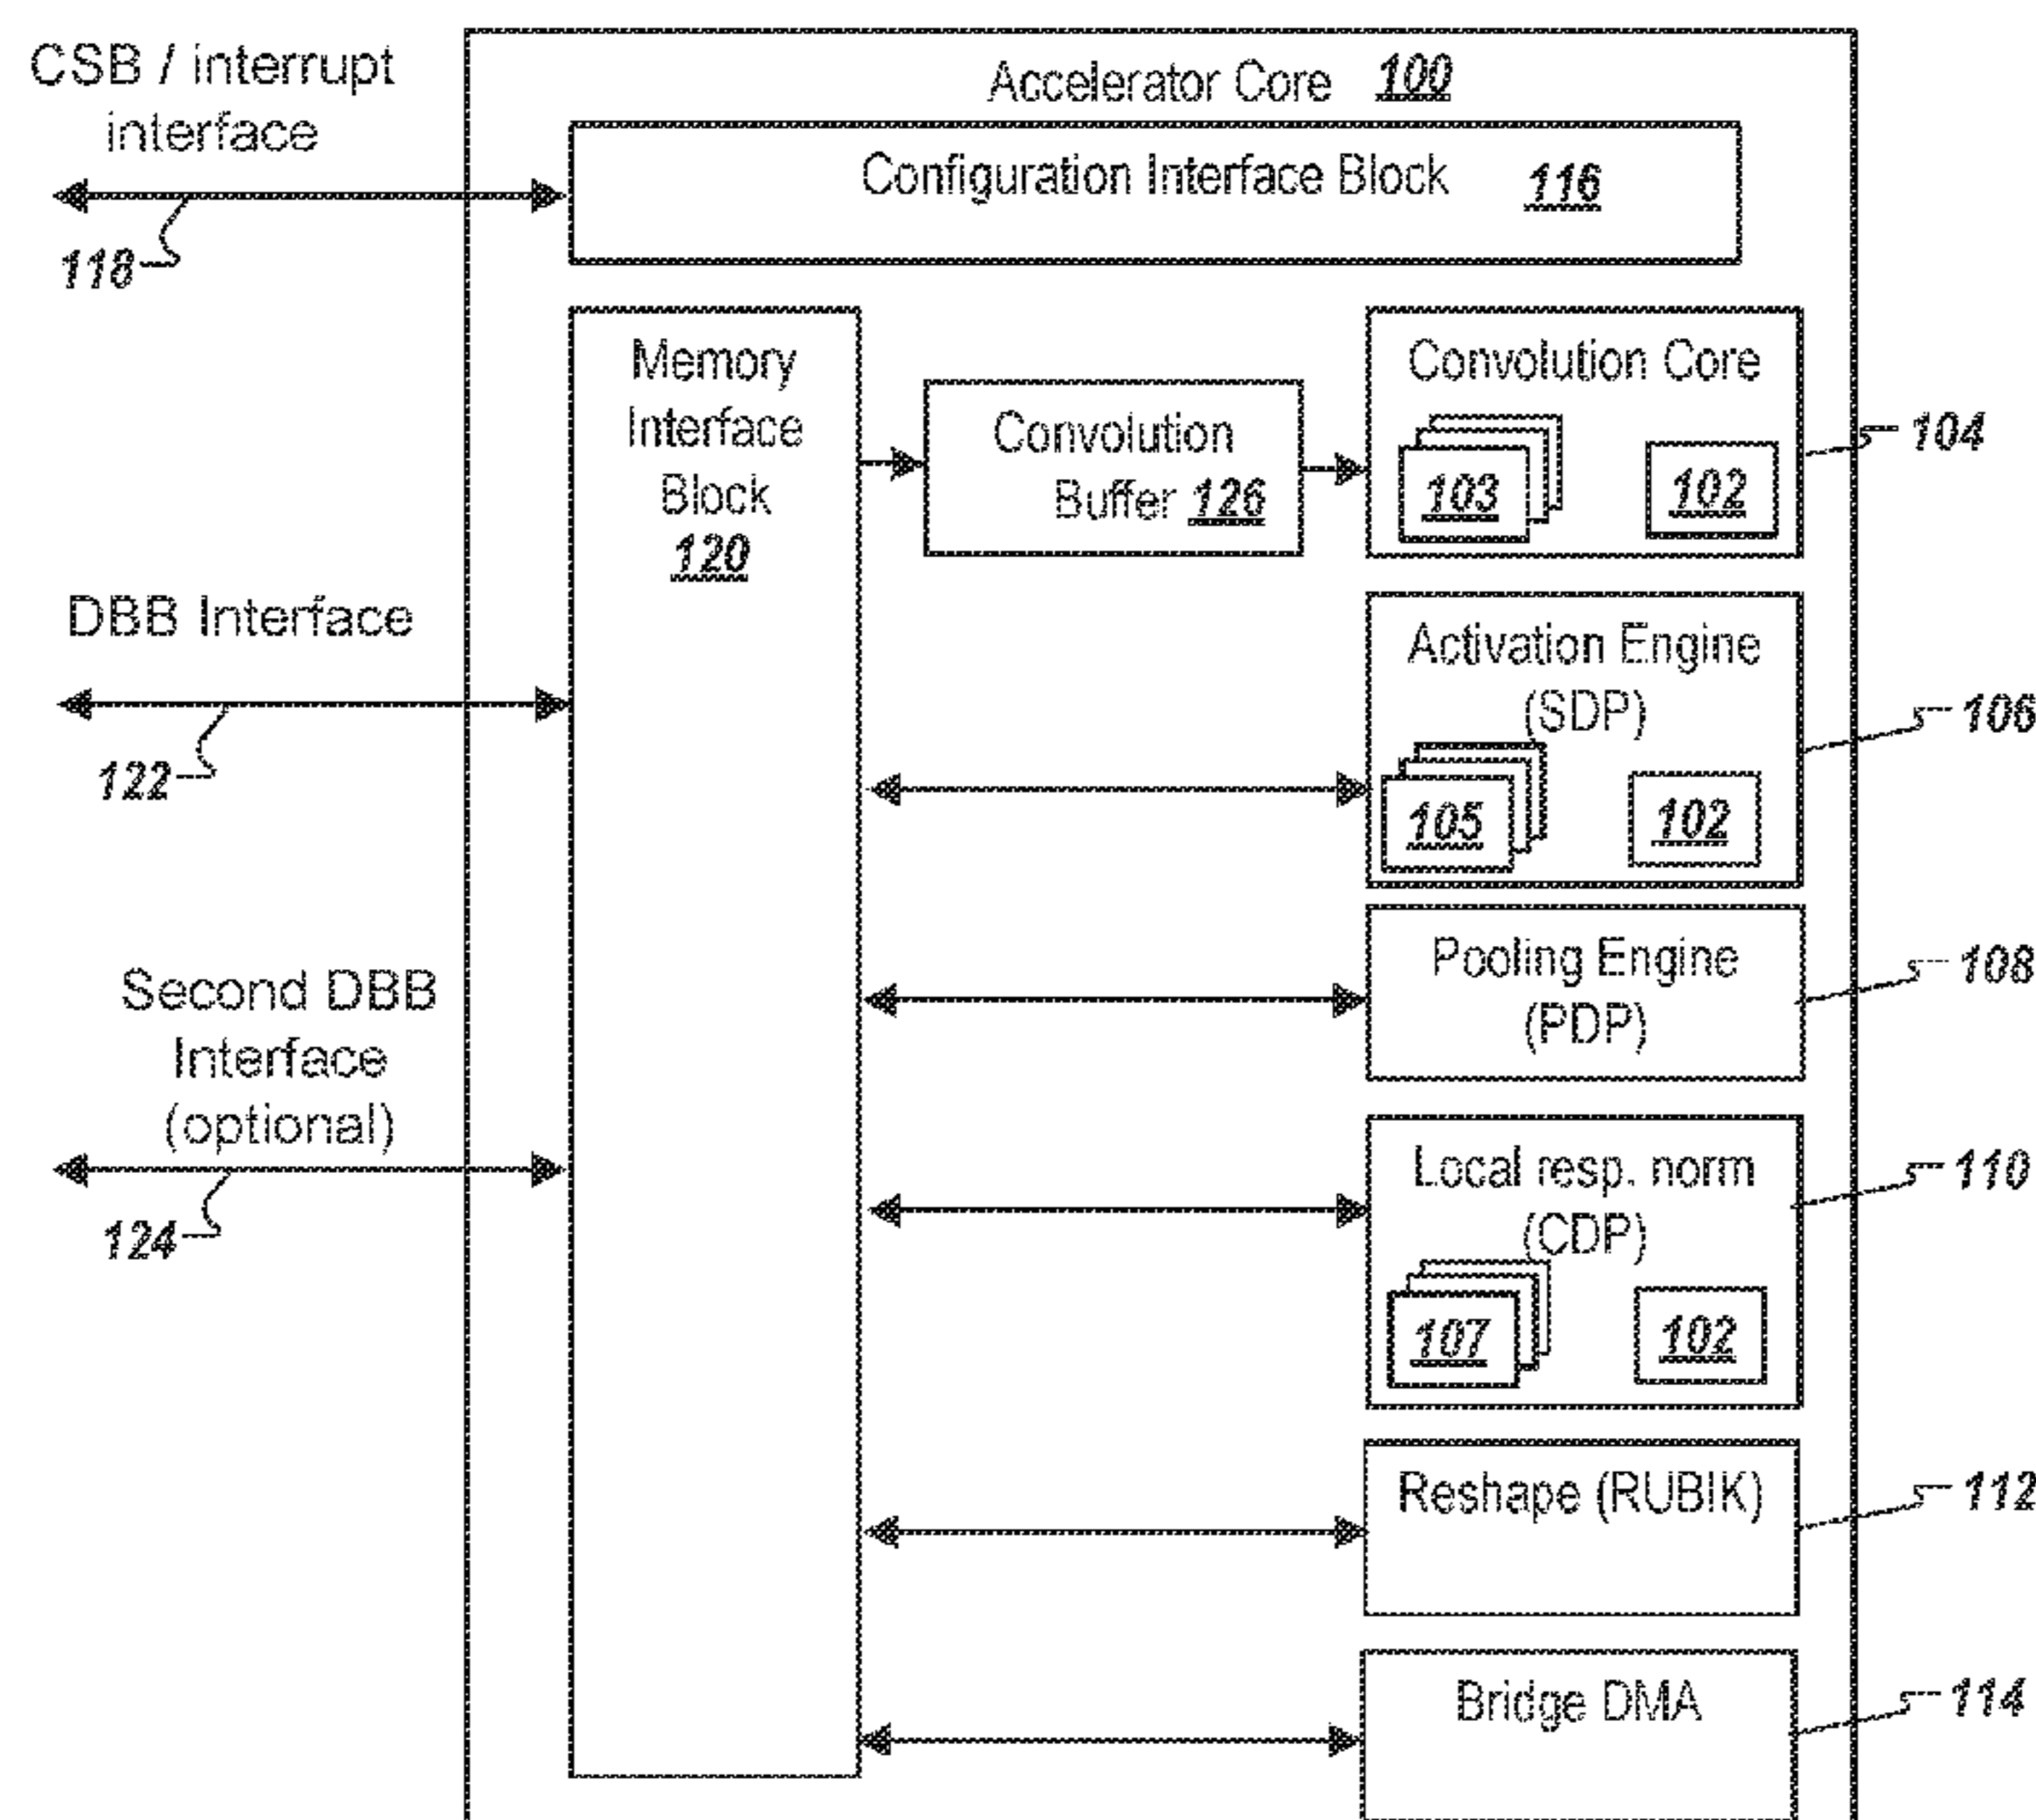 CSB / interrupt
interface
118
Accelerator Core 100
Configuration Interface Block 116
Memory
Interface
Block
120
Convolution
Buffer 126
Convolution Core
103 102
104
DBB Interface
122
Activation Engine
(SDP)
105 102
106
Pooling Engine
(PDP)
108
Second DBB
Interface
(optional)
124
Local resp. norm
(CDP)
107 102
110
Reshape (RUBIK)
112
Bridge DMA
114